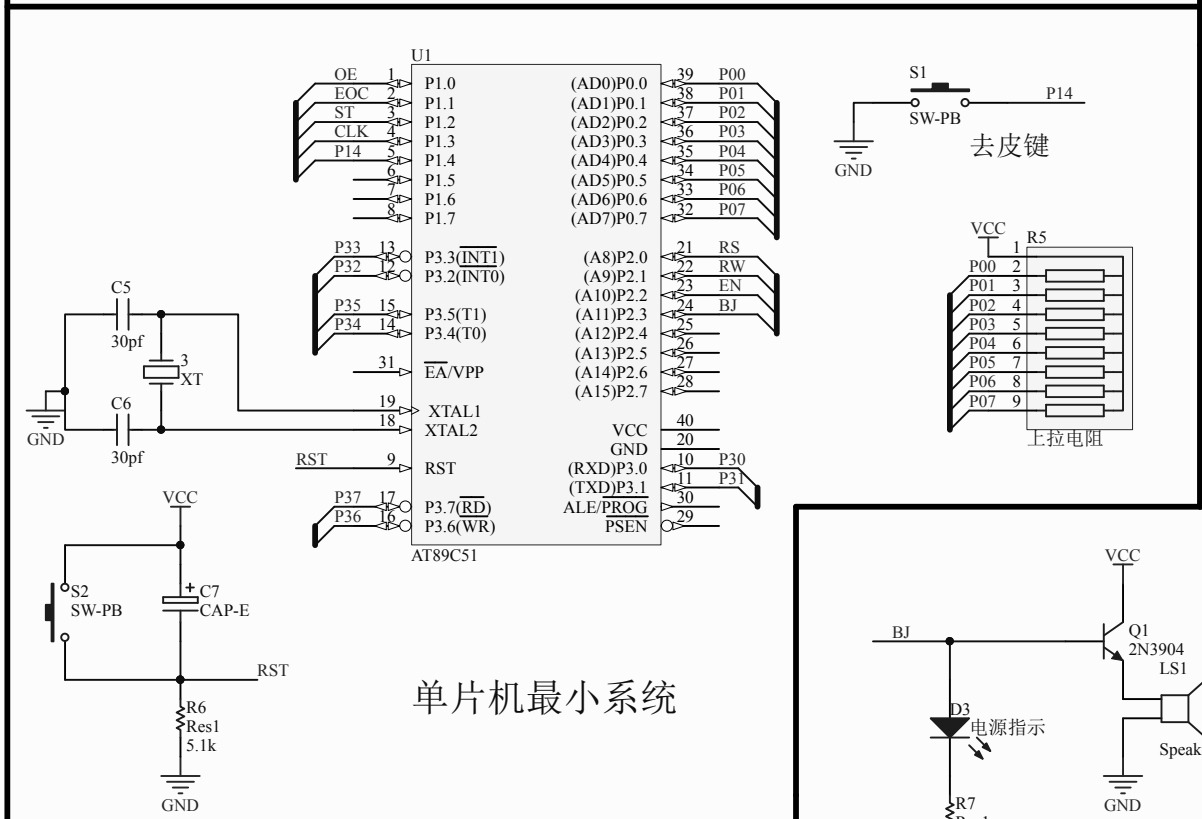 U1
OE 1 P1.0 (AD0)P0.0 39 P00
EOC 2 P1.1 (AD1)P0.1 38 P01
ST 3 P1.2 (AD2)P0.2 37 P02
CLK 4 P1.3 (AD3)P0.3 36 P03
P14 5 P1.4 (AD4)P0.4 35 P04
6 P1.5 (AD5)P0.5 34 P05
7 P1.6 (AD6)P0.6 33 P06
8 P1.7 (AD7)P0.7 32 P07
P33 13 P3.3(INT1) (A8)P2.0 21 RS
P32 12 P3.2(INT0) (A9)P2.1 22 RW
(A10)P2.2 23 EN
P35 15 P3.5(T1) (A11)P2.3 24 BJ
P34 14 P3.4(T0) (A12)P2.4 25
(A13)P2.5 26
31 EA/VPP (A14)P2.6 27
(A15)P2.7 28
19 XTAL1
18 XTAL2 VCC 40
GND 20
RST 9 RST (RXD)P3.0 10 P30
(TXD)P3.1 11 P31
P37 17 P3.7(RD) ALE/PROG 30
P36 16 P3.6(WR) PSEN 29
AT89C51
S1
SW-PB
P14
GND
去皮键
VCC
R5
1
P00 2
P01 3
P02 4
P03 5
P04 6
P05 7
P06 8
P07 9
上拉电阻
C5
30pf
3
XT
C6
30pf
GND
VCC
S2
SW-PB
C7
CAP-E
RST
R6
Res1
5.1k
GND
单片机最小系统
VCC
BJ
Q1
2N3904
LS1
D3
电源指示
Speak
R7
GND